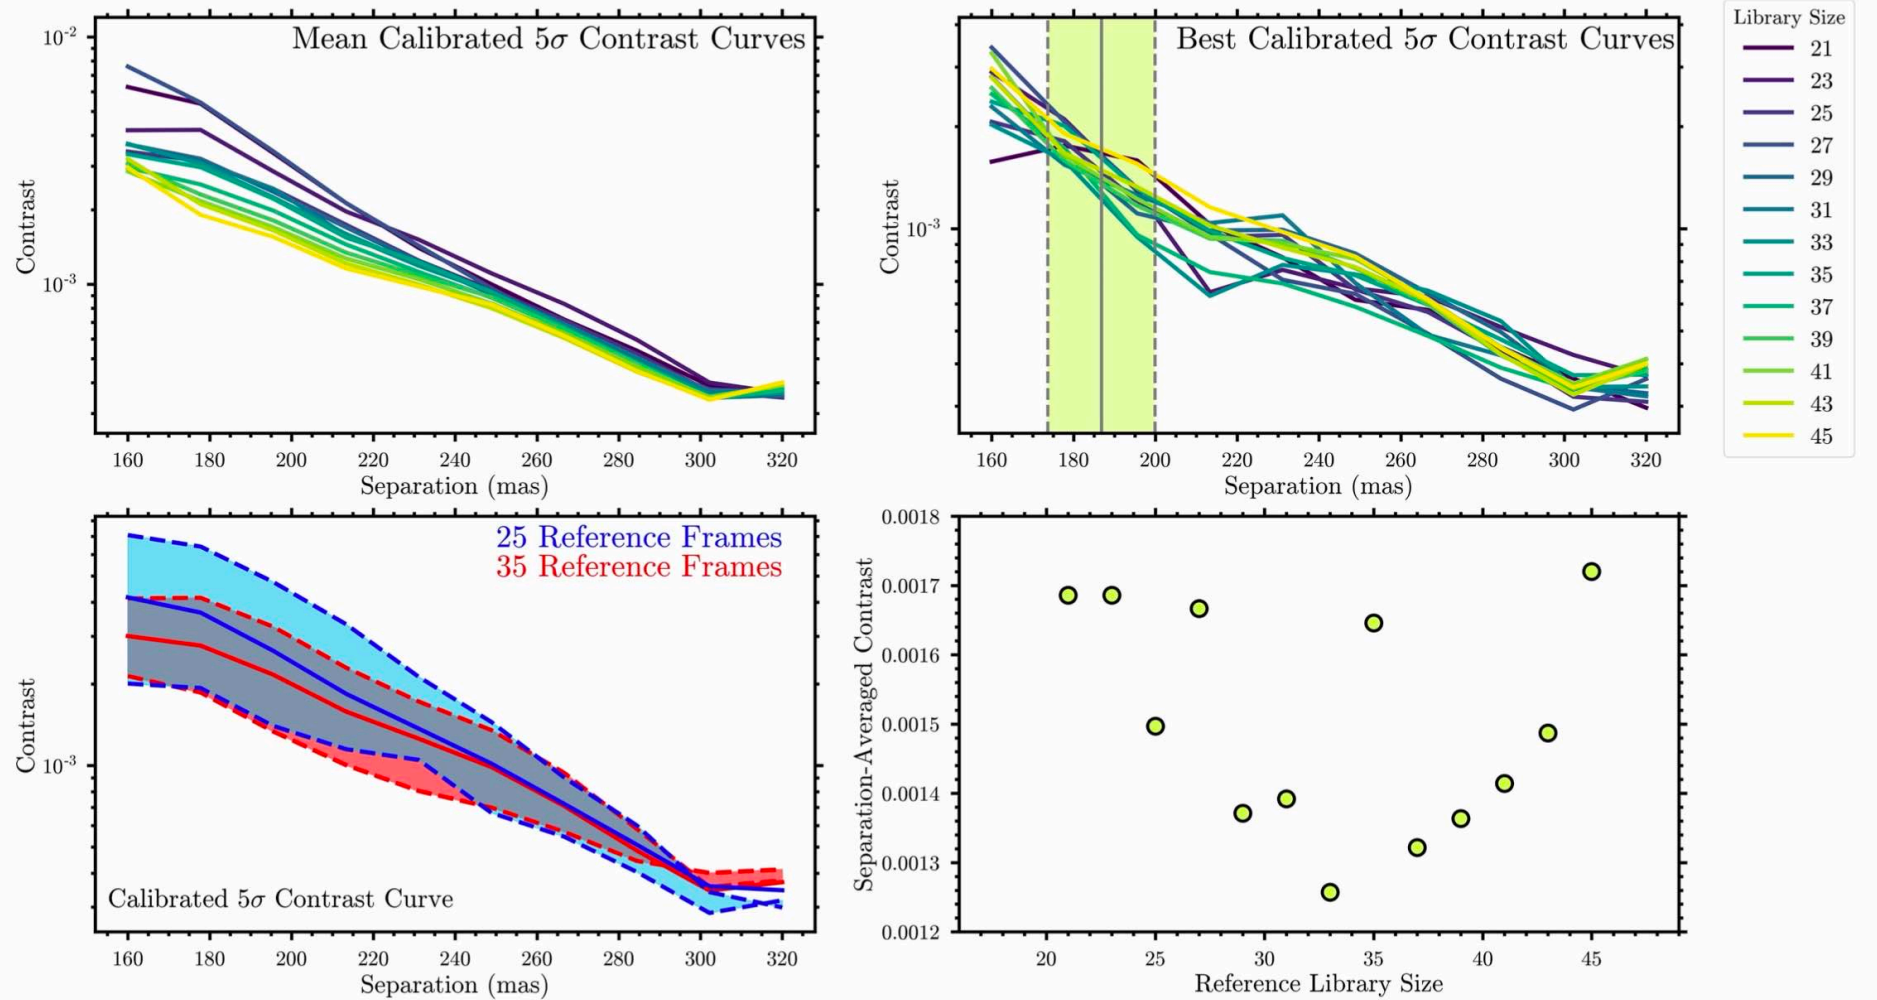 Mean Calibrated 5σ Contrast Curves
10⁻²
10⁻³
Contrast
160 180 200 220 240 260 280 300 320
Separation (mas)
Best Calibrated 5σ Contrast Curves
10⁻³
Contrast
160 180 200 220 240 260 280 300 320
Separation (mas)
Library Size
21
23
25
27
29
31
33
35
37
39
41
43
45
25 Reference Frames
35 Reference Frames
10⁻³
Contrast
Calibrated 5σ Contrast Curve
160 180 200 220 240 260 280 300 320
Separation (mas)
0.0018
0.0017
0.0016
0.0015
0.0014
0.0013
0.0012
Separation-Averaged Contrast
20 25 30 35 40 45
Reference Library Size